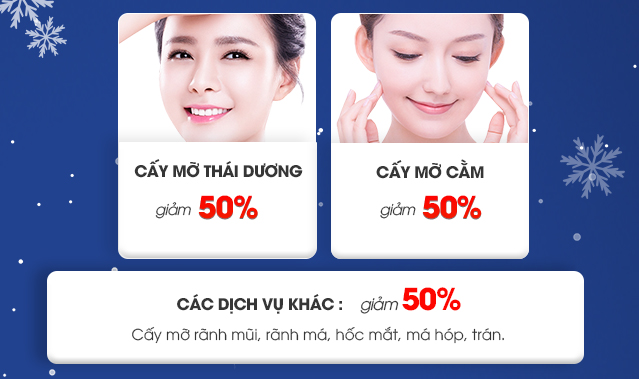 CẤY MỠ THÁI DƯƠNG
giảm 50%
CẤY MỠ CẰM
giảm 50%
CÁC DỊCH VỤ KHÁC : giảm 50%
Cấy mỡ rãnh mũi, rãnh má, hốc mắt, má hóp, trán.